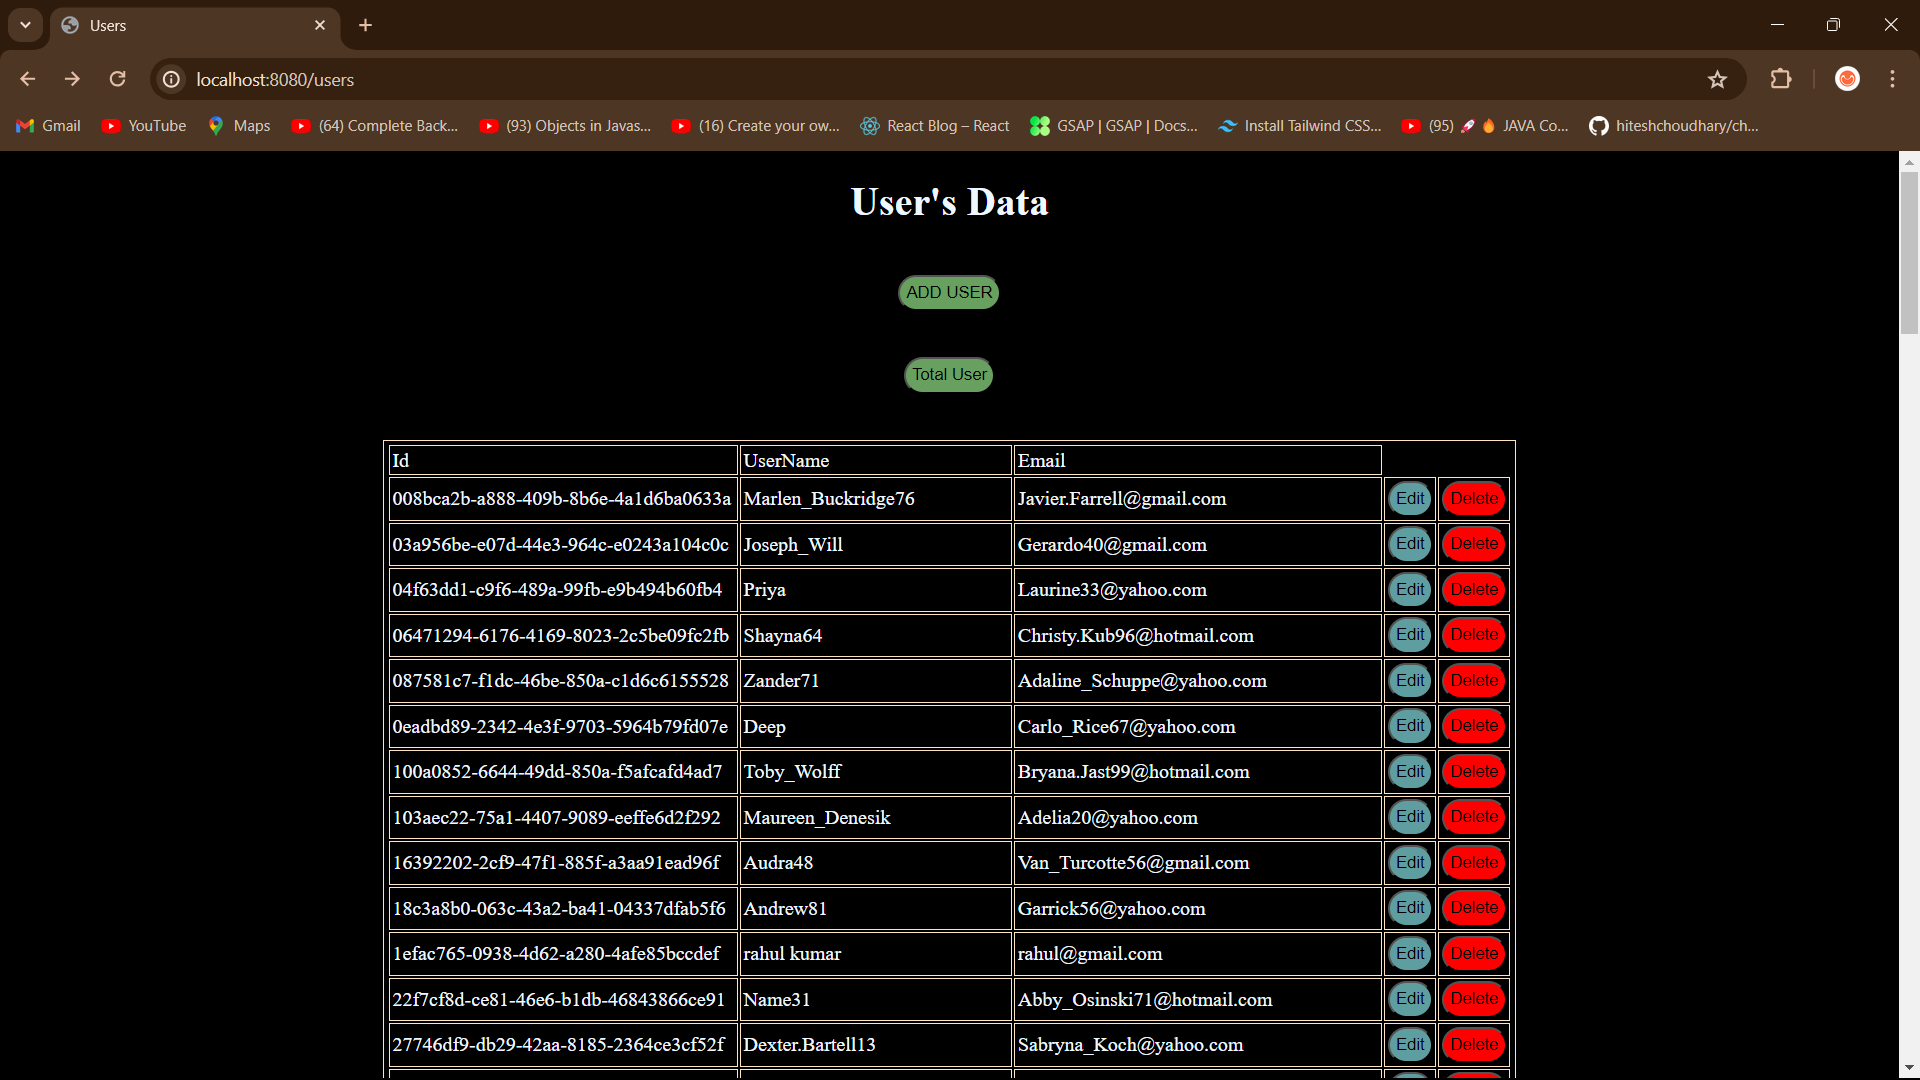 Users
localhost:8080/users
Gmail YouTube Maps (64) Complete Back... (93) Objects in Javas... (16) Create your ow... React Blog – React GSAP | GSAP | Docs... Install Tailwind CSS... (95) 🚀🔥 JAVA Co... hiteshchoudhary/ch...
User's Data
ADD USER
Total User
Id UserName Email
008bca2b-a888-409b-8b6e-4a1d6ba0633a Marlen_Buckridge76 Javier.Farrell@gmail.com Edit Delete
03a956be-e07d-44e3-964c-e0243a104c0c Joseph_Will Gerardo40@gmail.com Edit Delete
04f63dd1-c9f6-489a-99fb-e9b494b60fb4 Priya Laurine33@yahoo.com Edit Delete
06471294-6176-4169-8023-2c5be09fc2fb Shayna64 Christy.Kub96@hotmail.com Edit Delete
087581c7-f1dc-46be-850a-c1d6c6155528 Zander71 Adaline_Schuppe@yahoo.com Edit Delete
0eadbd89-2342-4e3f-9703-5964b79fd07e Deep Carlo_Rice67@yahoo.com Edit Delete
100a0852-6644-49dd-850a-f5afcafd4ad7 Toby_Wolff Bryana.Jast99@hotmail.com Edit Delete
103aec22-75a1-4407-9089-eeffe6d2f292 Maureen_Denesik Adelia20@yahoo.com Edit Delete
16392202-2cf9-47f1-885f-a3aa91ead96f Audra48 Van_Turcotte56@gmail.com Edit Delete
18c3a8b0-063c-43a2-ba41-04337dfab5f6 Andrew81 Garrick56@yahoo.com Edit Delete
1efac765-0938-4d62-a280-4afe85bccdef rahul kumar rahul@gmail.com Edit Delete
22f7cf8d-ce81-46e6-b1db-46843866ce91 Name31 Abby_Osinski71@hotmail.com Edit Delete
27746df9-db29-42aa-8185-2364ce3cf52f Dexter.Bartell13 Sabryna_Koch@yahoo.com Edit Delete